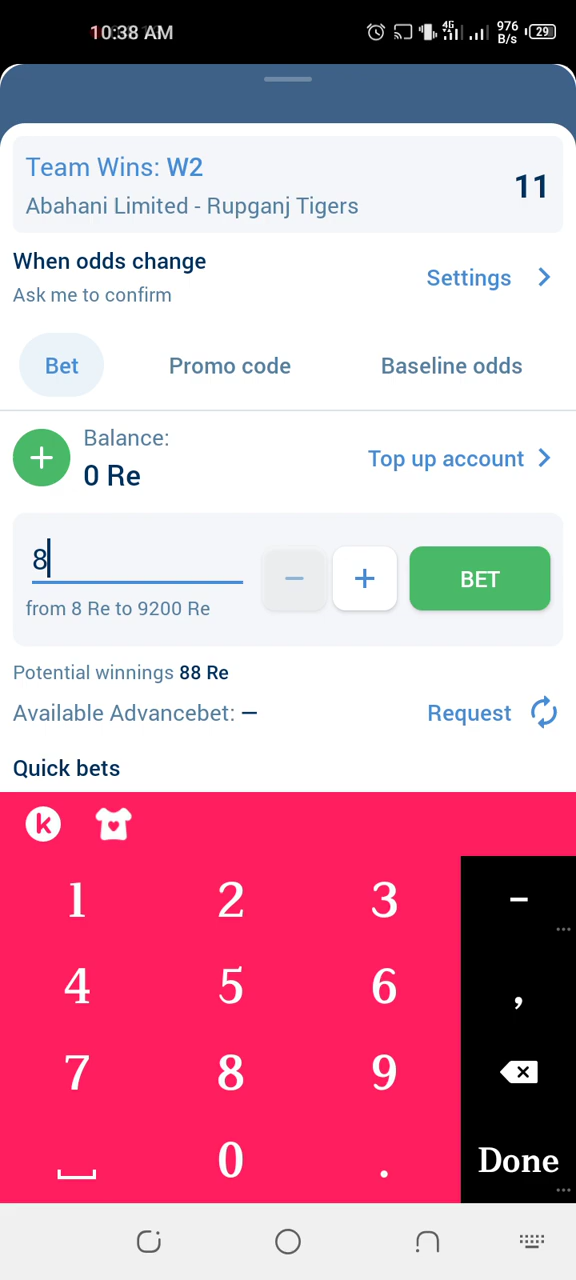 10:38 AM
4G
976
B/s
29
Team Wins: W2
11
Abahani Limited - Rupganj Tigers
When odds change
Ask me to confirm
Settings
Bet
Promo code
Baseline odds
Balance:
0 Re
Top up account
8
BET
from 8 Re to 9200 Re
Potential winnings 88 Re
Available Advancebet: –
Request
Quick bets
k
1 2 3 -
4 5 6 ,
7 8 9
0 . Done